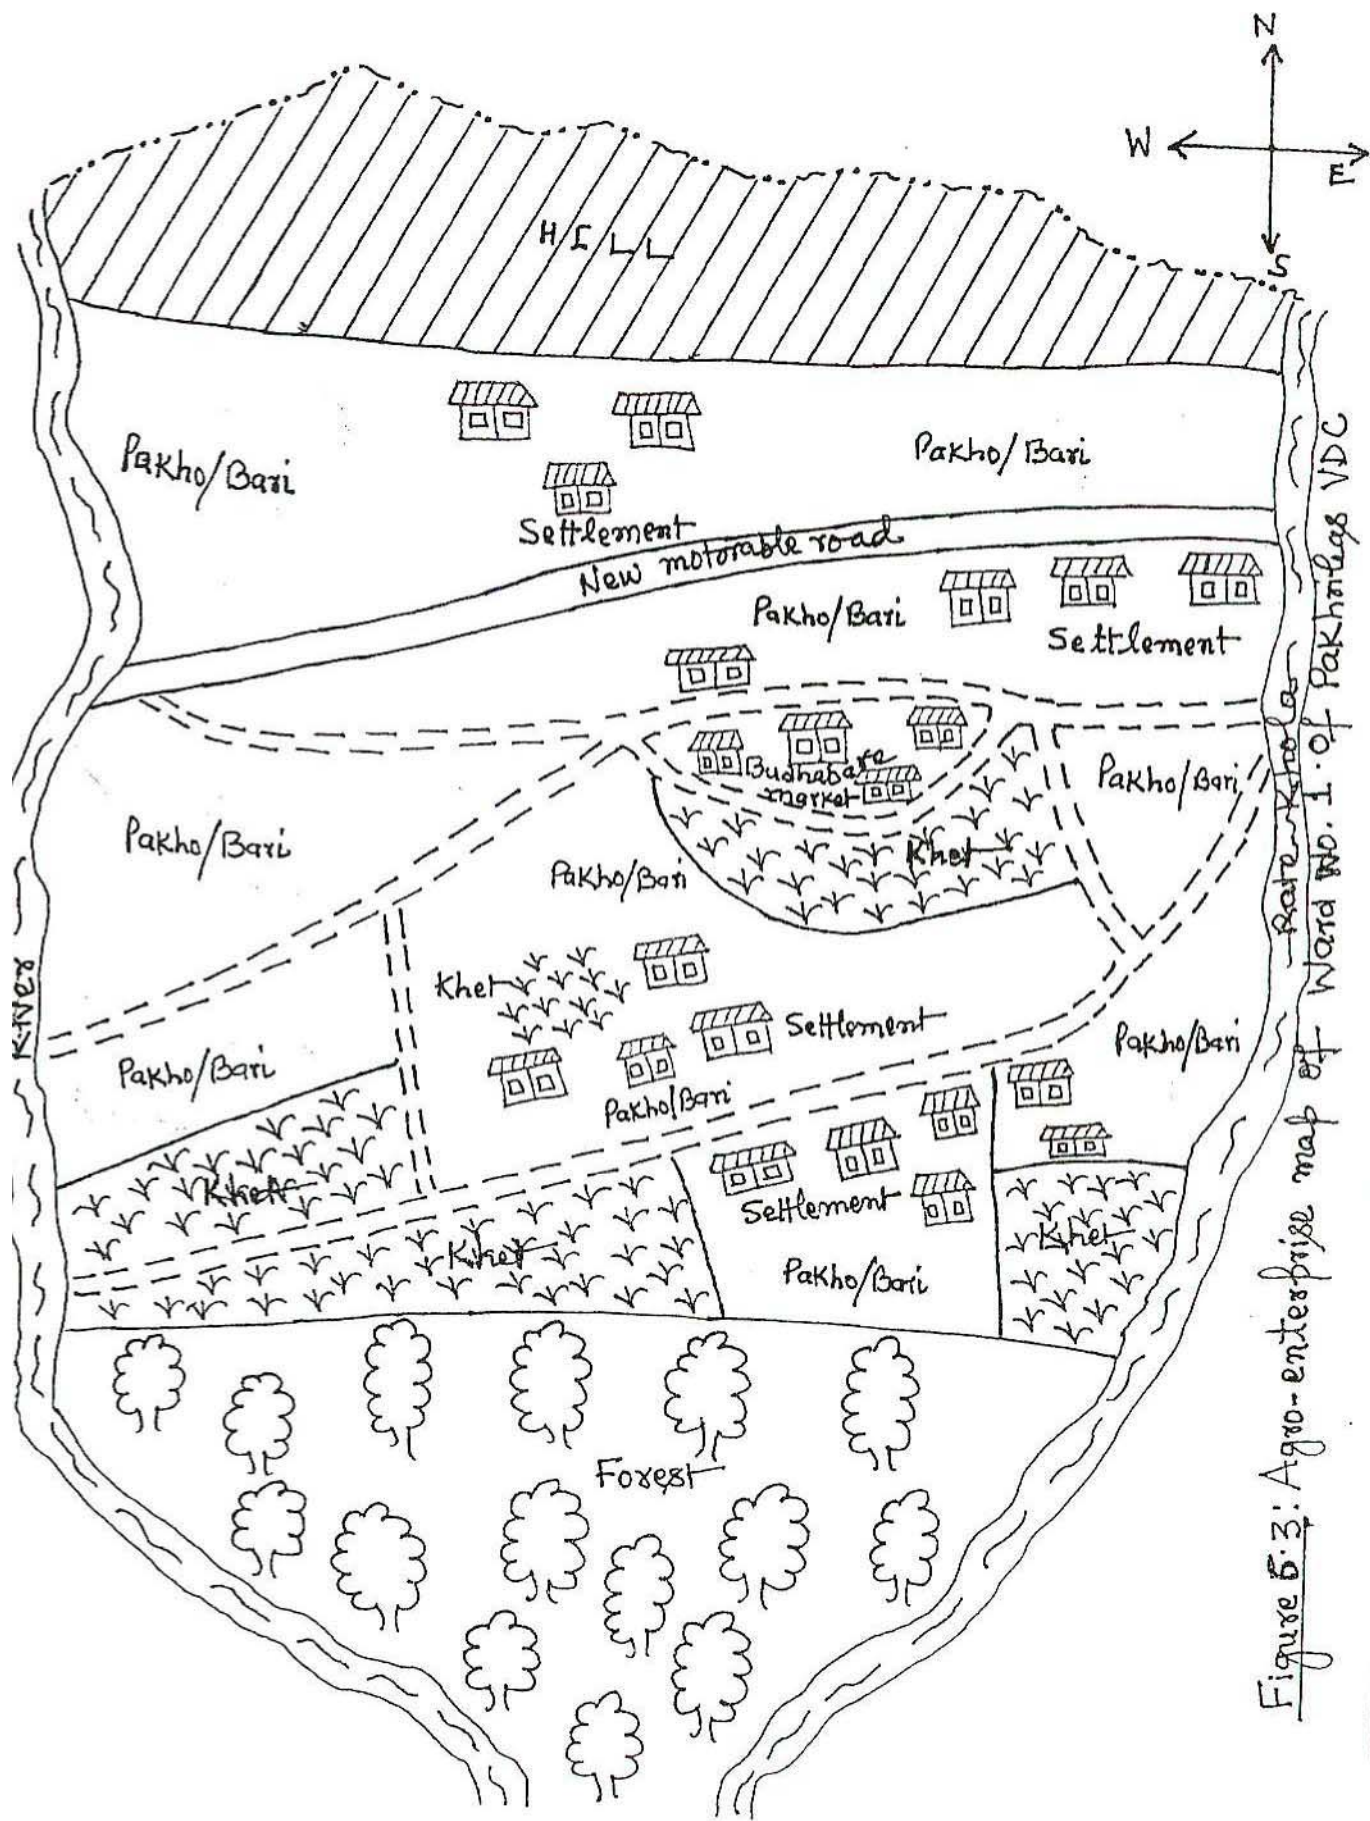 N
W
E
S
HILL
Pakho/Bari
Pakho/Bari
Settlement
New motorable road
Pakho/Bari
Settlement
Budhabare
market
Pakho/Bari
Pakho/Bari
Khet
Pakho/Bari
Khet
Settlement
River
Rate Khola
Pakho/Bari
Pakho/Bari
Pakho/Bari
Khet
Settlement
Khet
Khet
Pakho/Bari
Forest
Figure 5.3: Agro-enterprise map of Ward No. 1 of Pakhribas VDC